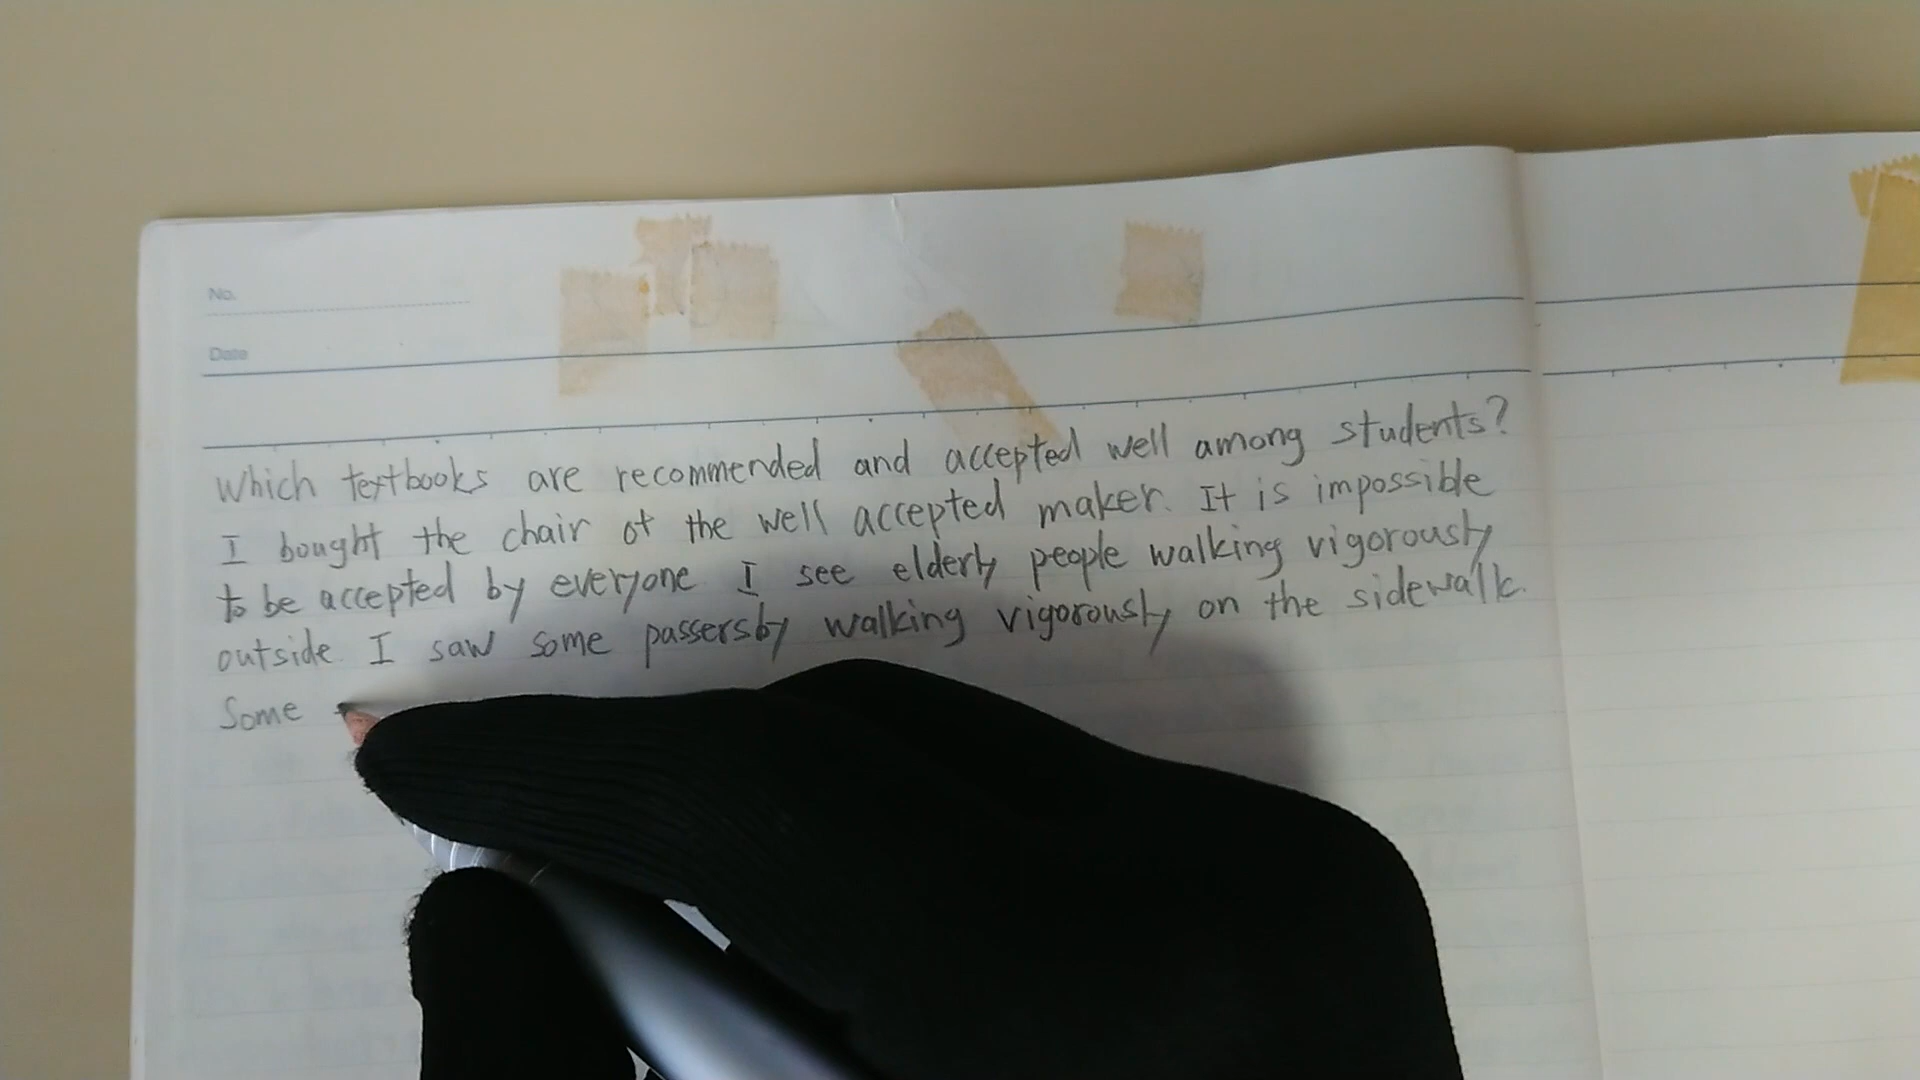 No.
Date
Which textbooks are recommended and accepted well among students?
I bought the chair of the well accepted maker. It is impossible
to be accepted by everyone. I see elderly people walking vigorously
outside. I saw some passersby walking vigorously on the sidewalk.
Some